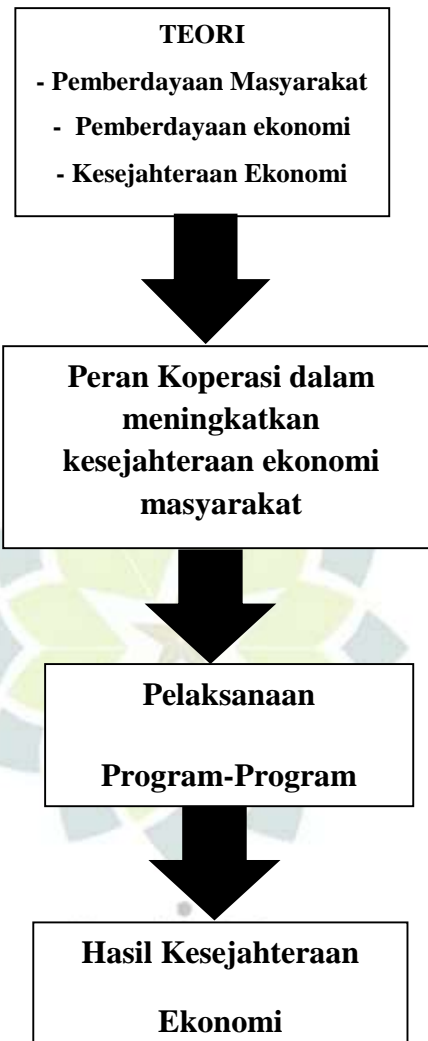 TEORI
- Pemberdayaan Masyarakat
- Pemberdayaan ekonomi
- Kesejahteraan Ekonomi
Peran Koperasi dalam
meningkatkan
kesejahteraan ekonomi
masyarakat
Pelaksanaan
Program-Program
Hasil Kesejahteraan
Ekonomi